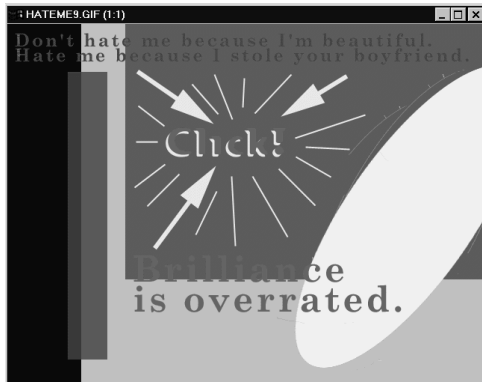 HATEME9.GIF (1:1)
Don't hate me because I'm beautiful.
Hate me because I stole your boyfriend.
Click!
Brilliance
is overrated.